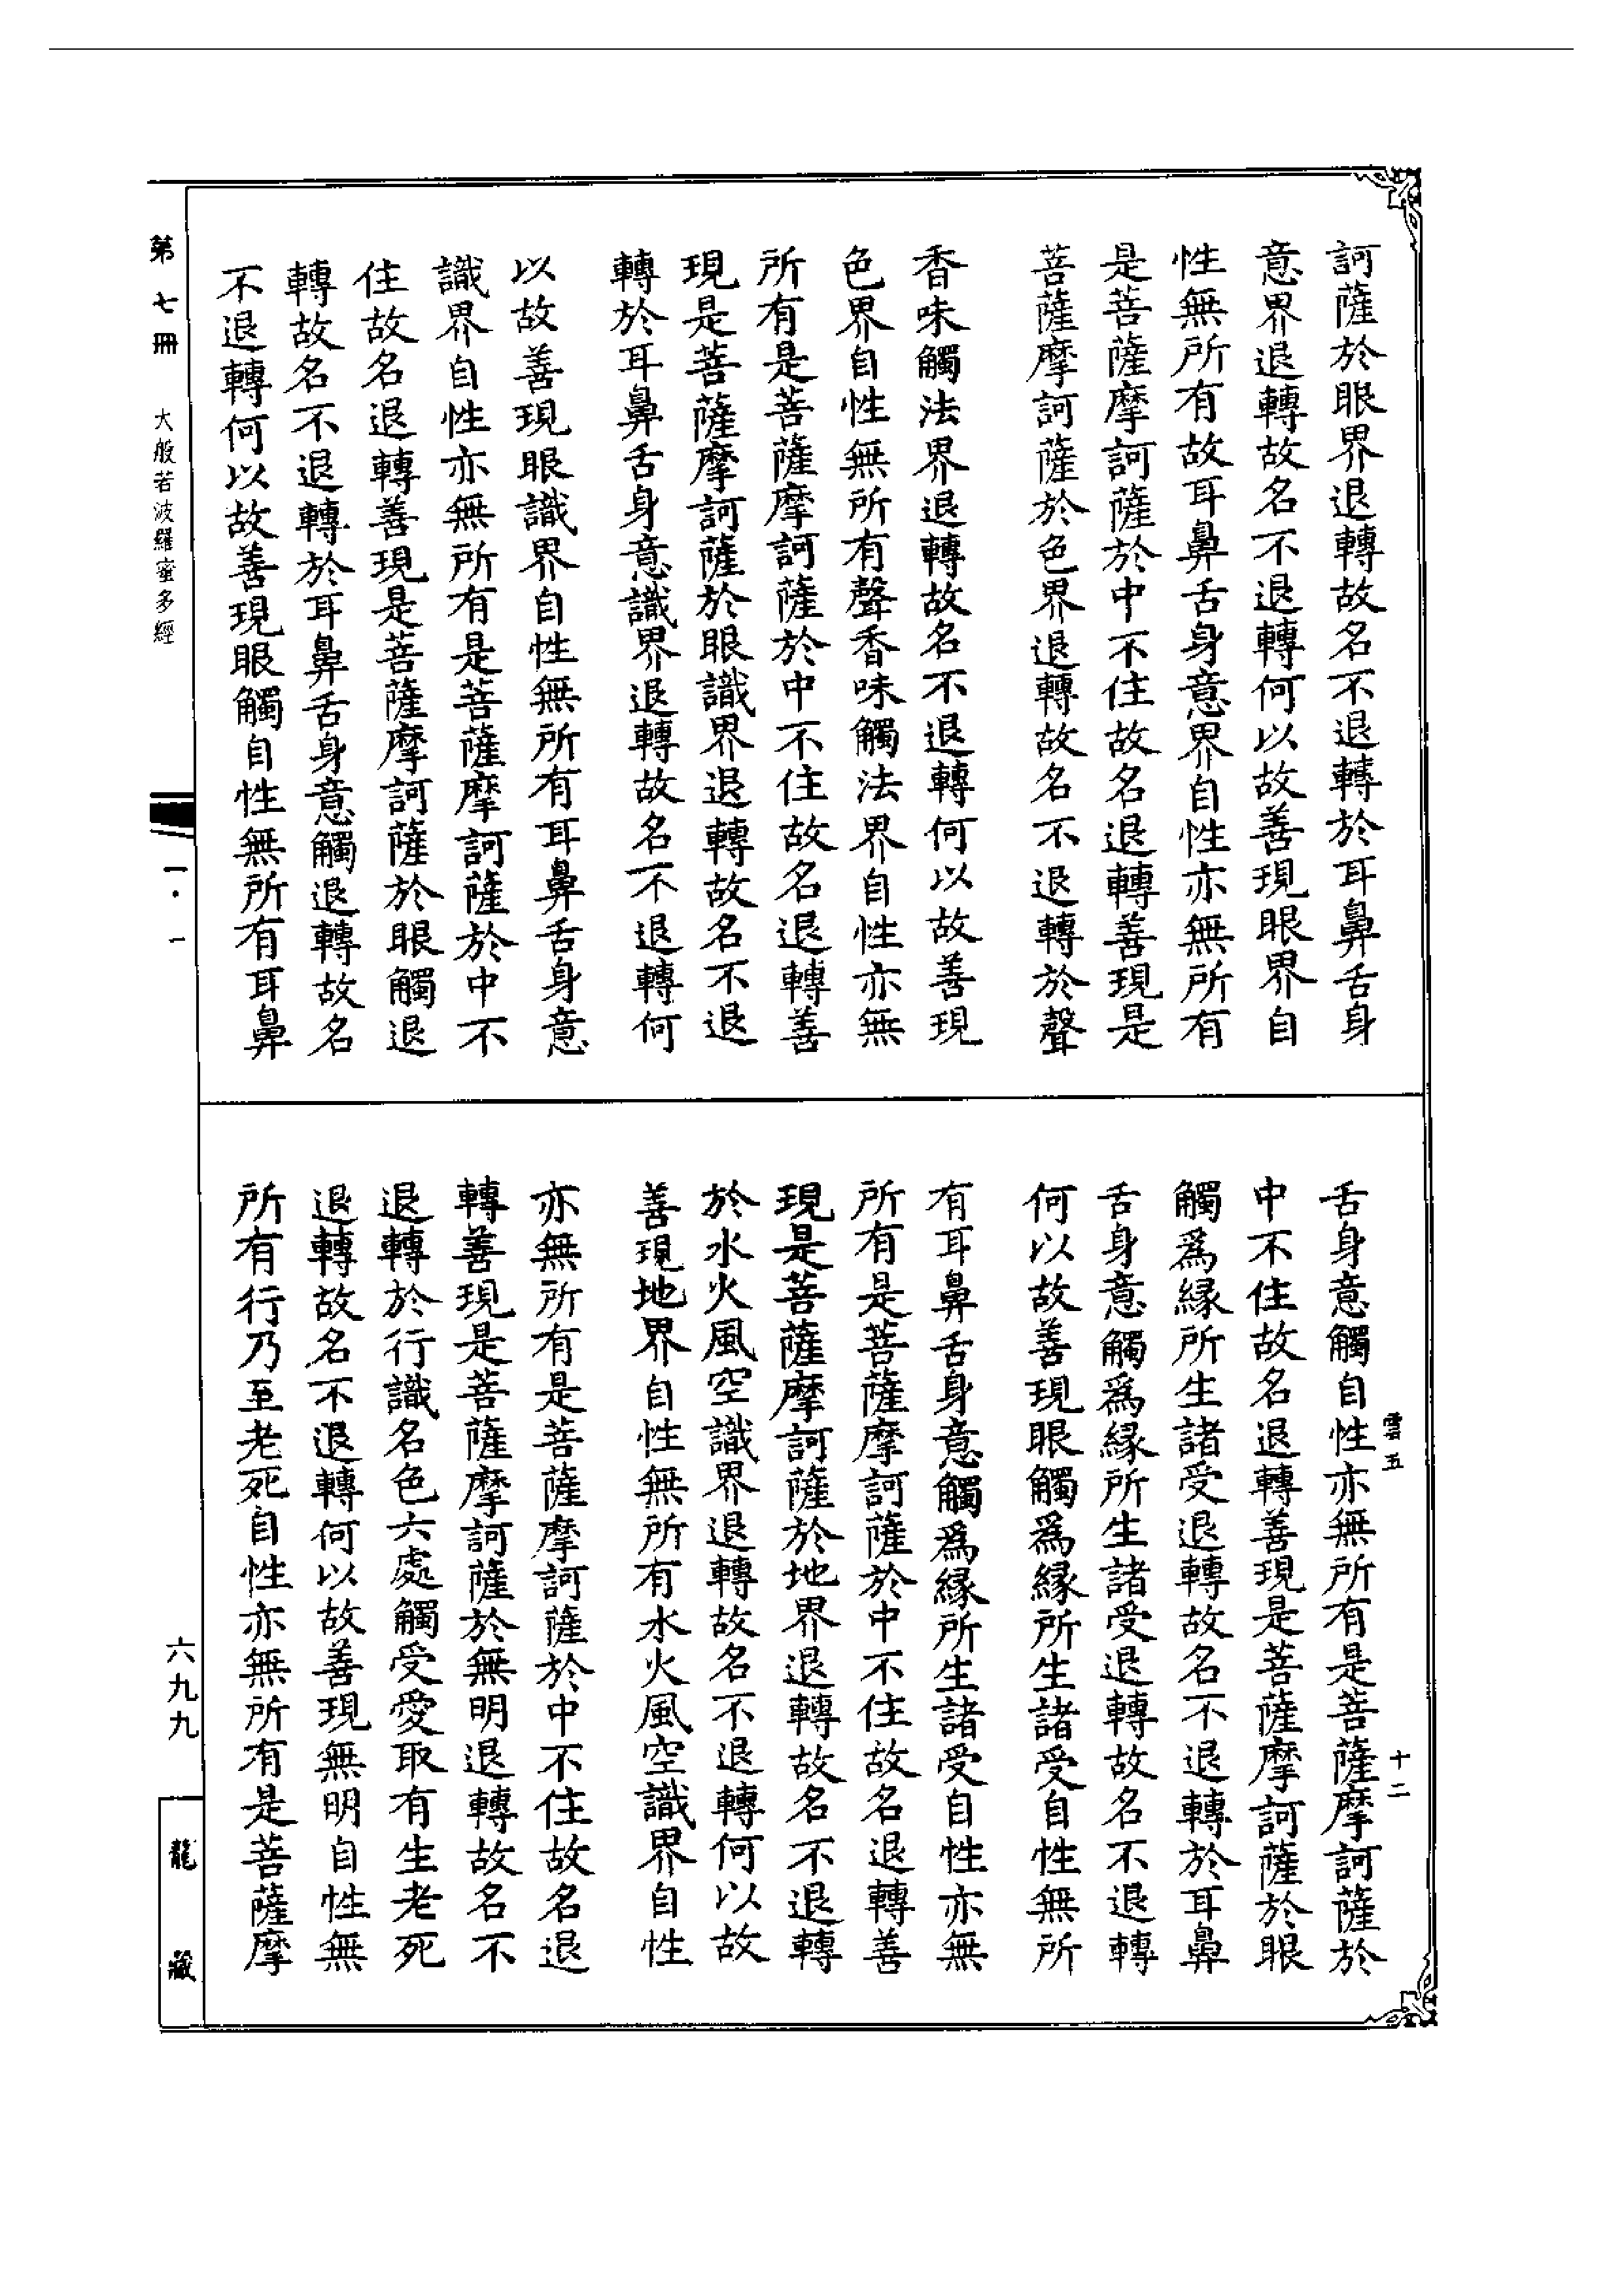 訶薩於眼界退轉故名不退轉於耳鼻舌身
意界退轉故名不退轉何以故善現眼界自
性無所有故耳鼻舌身意界自性亦無所有
是菩薩摩訶薩於中不住故名退轉善現是
菩薩摩訶薩於色界退轉故名不退轉於聲
香味觸法界退轉故名不退轉何以故善現
色界自性無所有聲香味觸法界自性亦無
所有是菩薩摩訶薩於中不住故名退轉善
現是菩薩摩訶薩於眼識界退轉故名不退
轉於耳鼻舌身意識界退轉故名不退轉何
以故善現眼識界自性無所有耳鼻舌身意
識界自性亦無所有是菩薩摩訶薩於中不
住故名退轉善現是菩薩摩訶薩於眼觸退
轉故名不退轉於耳鼻舌身意觸退轉故名
不退轉何以故善現眼觸自性無所有耳鼻
舌身意觸自性亦無所有是菩薩摩訶薩於
中不住故名退轉善現是菩薩摩訶薩於眼
觸爲緣所生諸受退轉故名不退轉於耳鼻
舌身意觸爲緣所生諸受退轉故名不退轉
何以故善現眼觸爲緣所生諸受自性無所
有耳鼻舌身意觸爲緣所生諸受自性亦無
所有是菩薩摩訶薩於中不住故名退轉善
現是菩薩摩訶薩於地界退轉故名不退轉
於水火風空識界退轉故名不退轉何以故
善現地界自性無所有水火風空識界自性
亦無所有是菩薩摩訶薩於中不住故名退
轉善現是菩薩摩訶薩於無明退轉故名不
退轉於行識名色六處觸受愛取有生老死
退轉故名不退轉何以故善現無明自性無
所有行乃至老死自性亦無所有是菩薩摩
雲五
十二
第七冊
大般若波羅蜜多經
一·一
六九九
龍藏